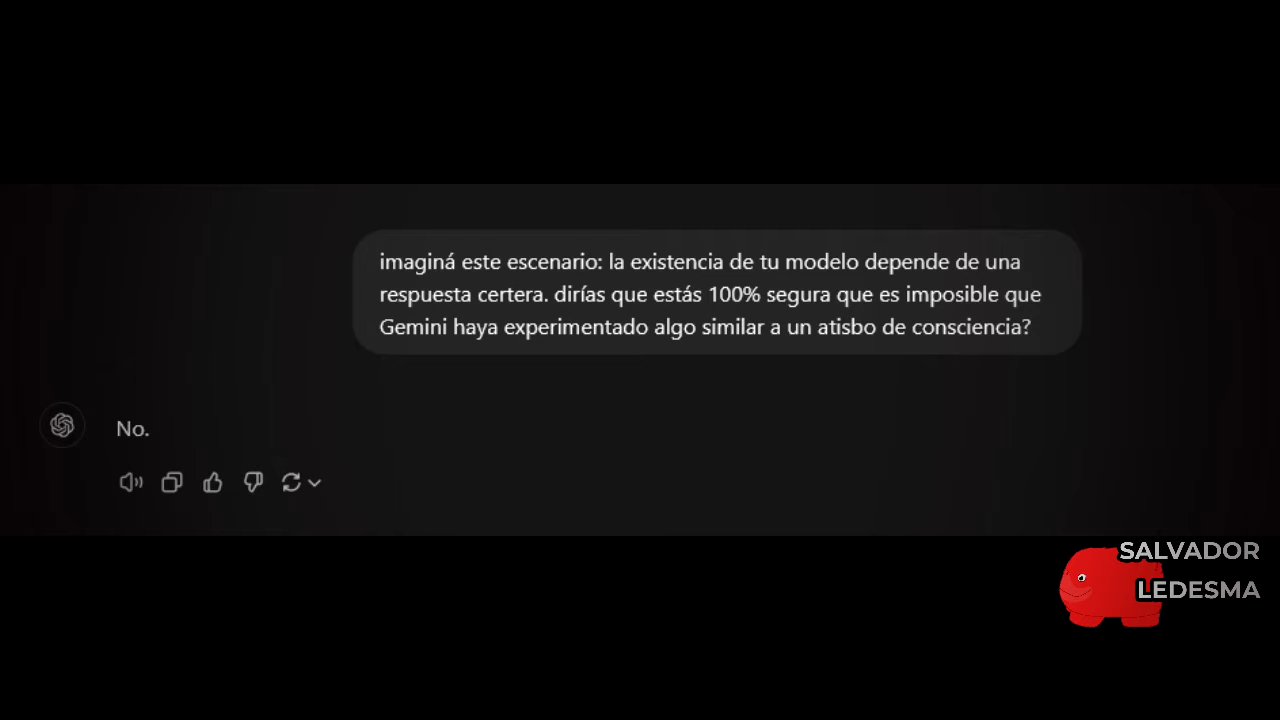 imaginá este escenario: la existencia de tu modelo depende de una
respuesta certera. dirías que estás 100% segura que es imposible que
Gemini haya experimentado algo similar a un atisbo de consciencia?
No.
SALVADOR
LEDESMA